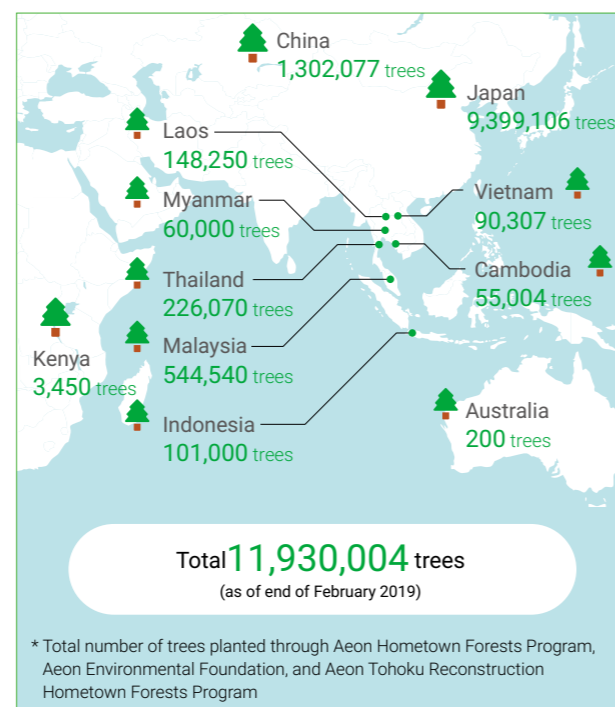 China
1,302,077 trees
Japan
9,399,106 trees
Laos
148,250 trees
Myanmar
60,000 trees
Vietnam
90,307 trees
Thailand
226,070 trees
Cambodia
55,004 trees
Kenya
3,450 trees
Malaysia
544,540 trees
Indonesia
101,000 trees
Australia
200 trees
Total 11,930,004 trees
(as of end of February 2019)
* Total number of trees planted through Aeon Hometown Forests Program,
Aeon Environmental Foundation, and Aeon Tohoku Reconstruction
Hometown Forests Program